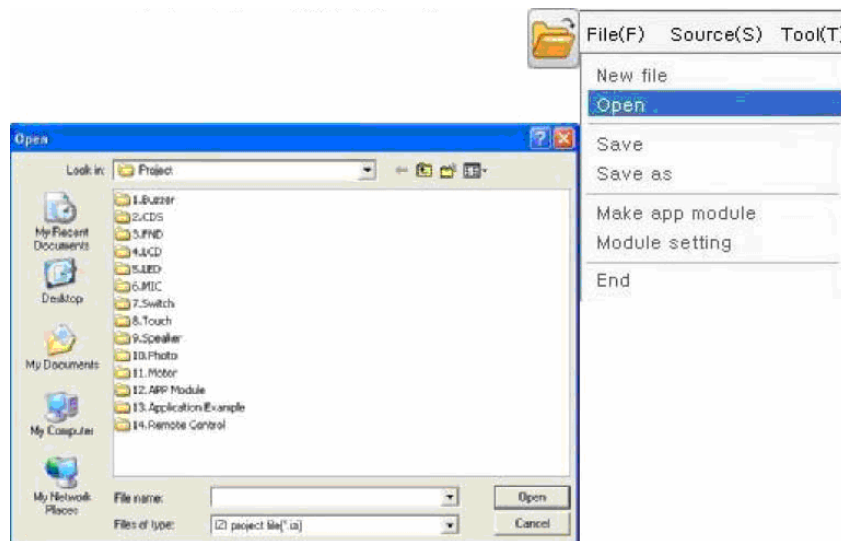 File(F) Source(S) Tool(T)
New file
Open
Save
Save as
Make app module
Module setting
End
Open
Look in: Project
1.Buzzer
2.CDS
3.FND
4.LCD
5.LED
6.MIC
7.Switch
8.Touch
9.Speaker
10.Photo
11.Motor
12.APP Module
13.Application Example
14.Remote Control
My Recent
Documents
Desktop
My Documents
My Computer
My Network
Places
File name:
Open
Files of type: project file
Cancel